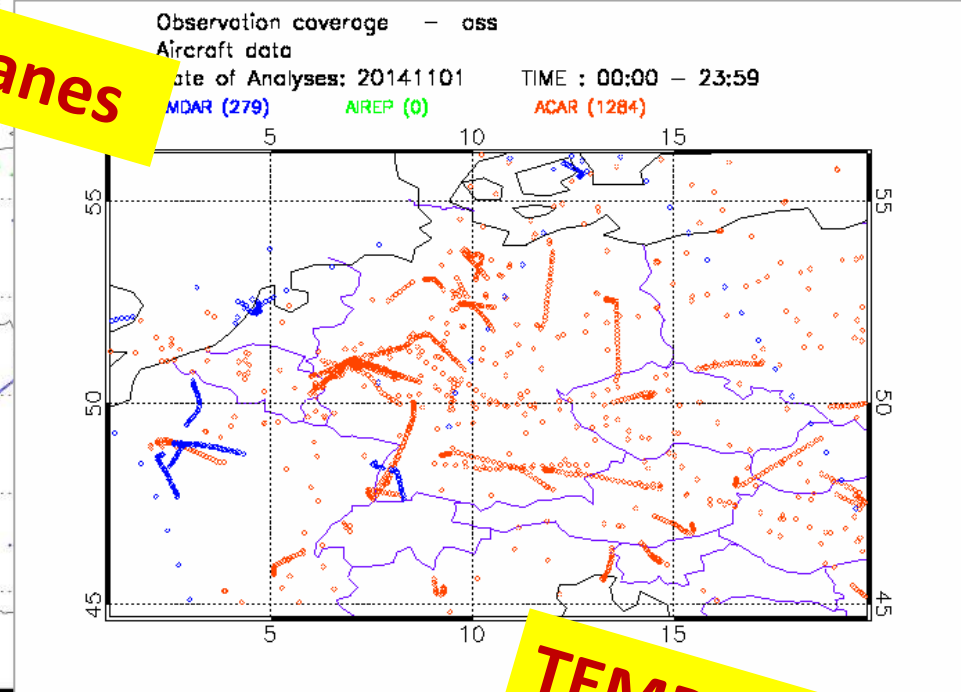 anes
Observation coverage – ass
Aircraft data
ate of Analyses: 20141101 TIME : 00:00 – 23:59
MDAR (279) AIREP (0) ACAR (1284)
5 10 15
55 55
50 50
45 45
5 10 15
TEMP